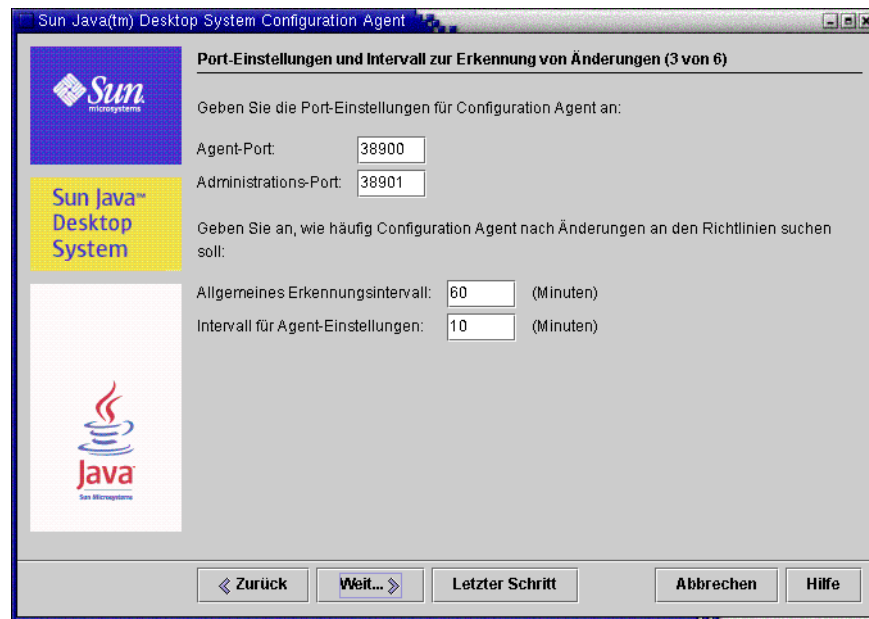 Sun Java(tm) Desktop System Configuration Agent
Sun
microsystems
Sun Java™
Desktop
System
Java
Sun Microsystems
Port-Einstellungen und Intervall zur Erkennung von Änderungen (3 von 6)
Geben Sie die Port-Einstellungen für Configuration Agent an:
Agent-Port: 38900
Administrations-Port: 38901
Geben Sie an, wie häufig Configuration Agent nach Änderungen an den Richtlinien suchen
soll:
Allgemeines Erkennungsintervall: 60 (Minuten)
Intervall für Agent-Einstellungen: 10 (Minuten)
Zurück Weit... Letzter Schritt Abbrechen Hilfe